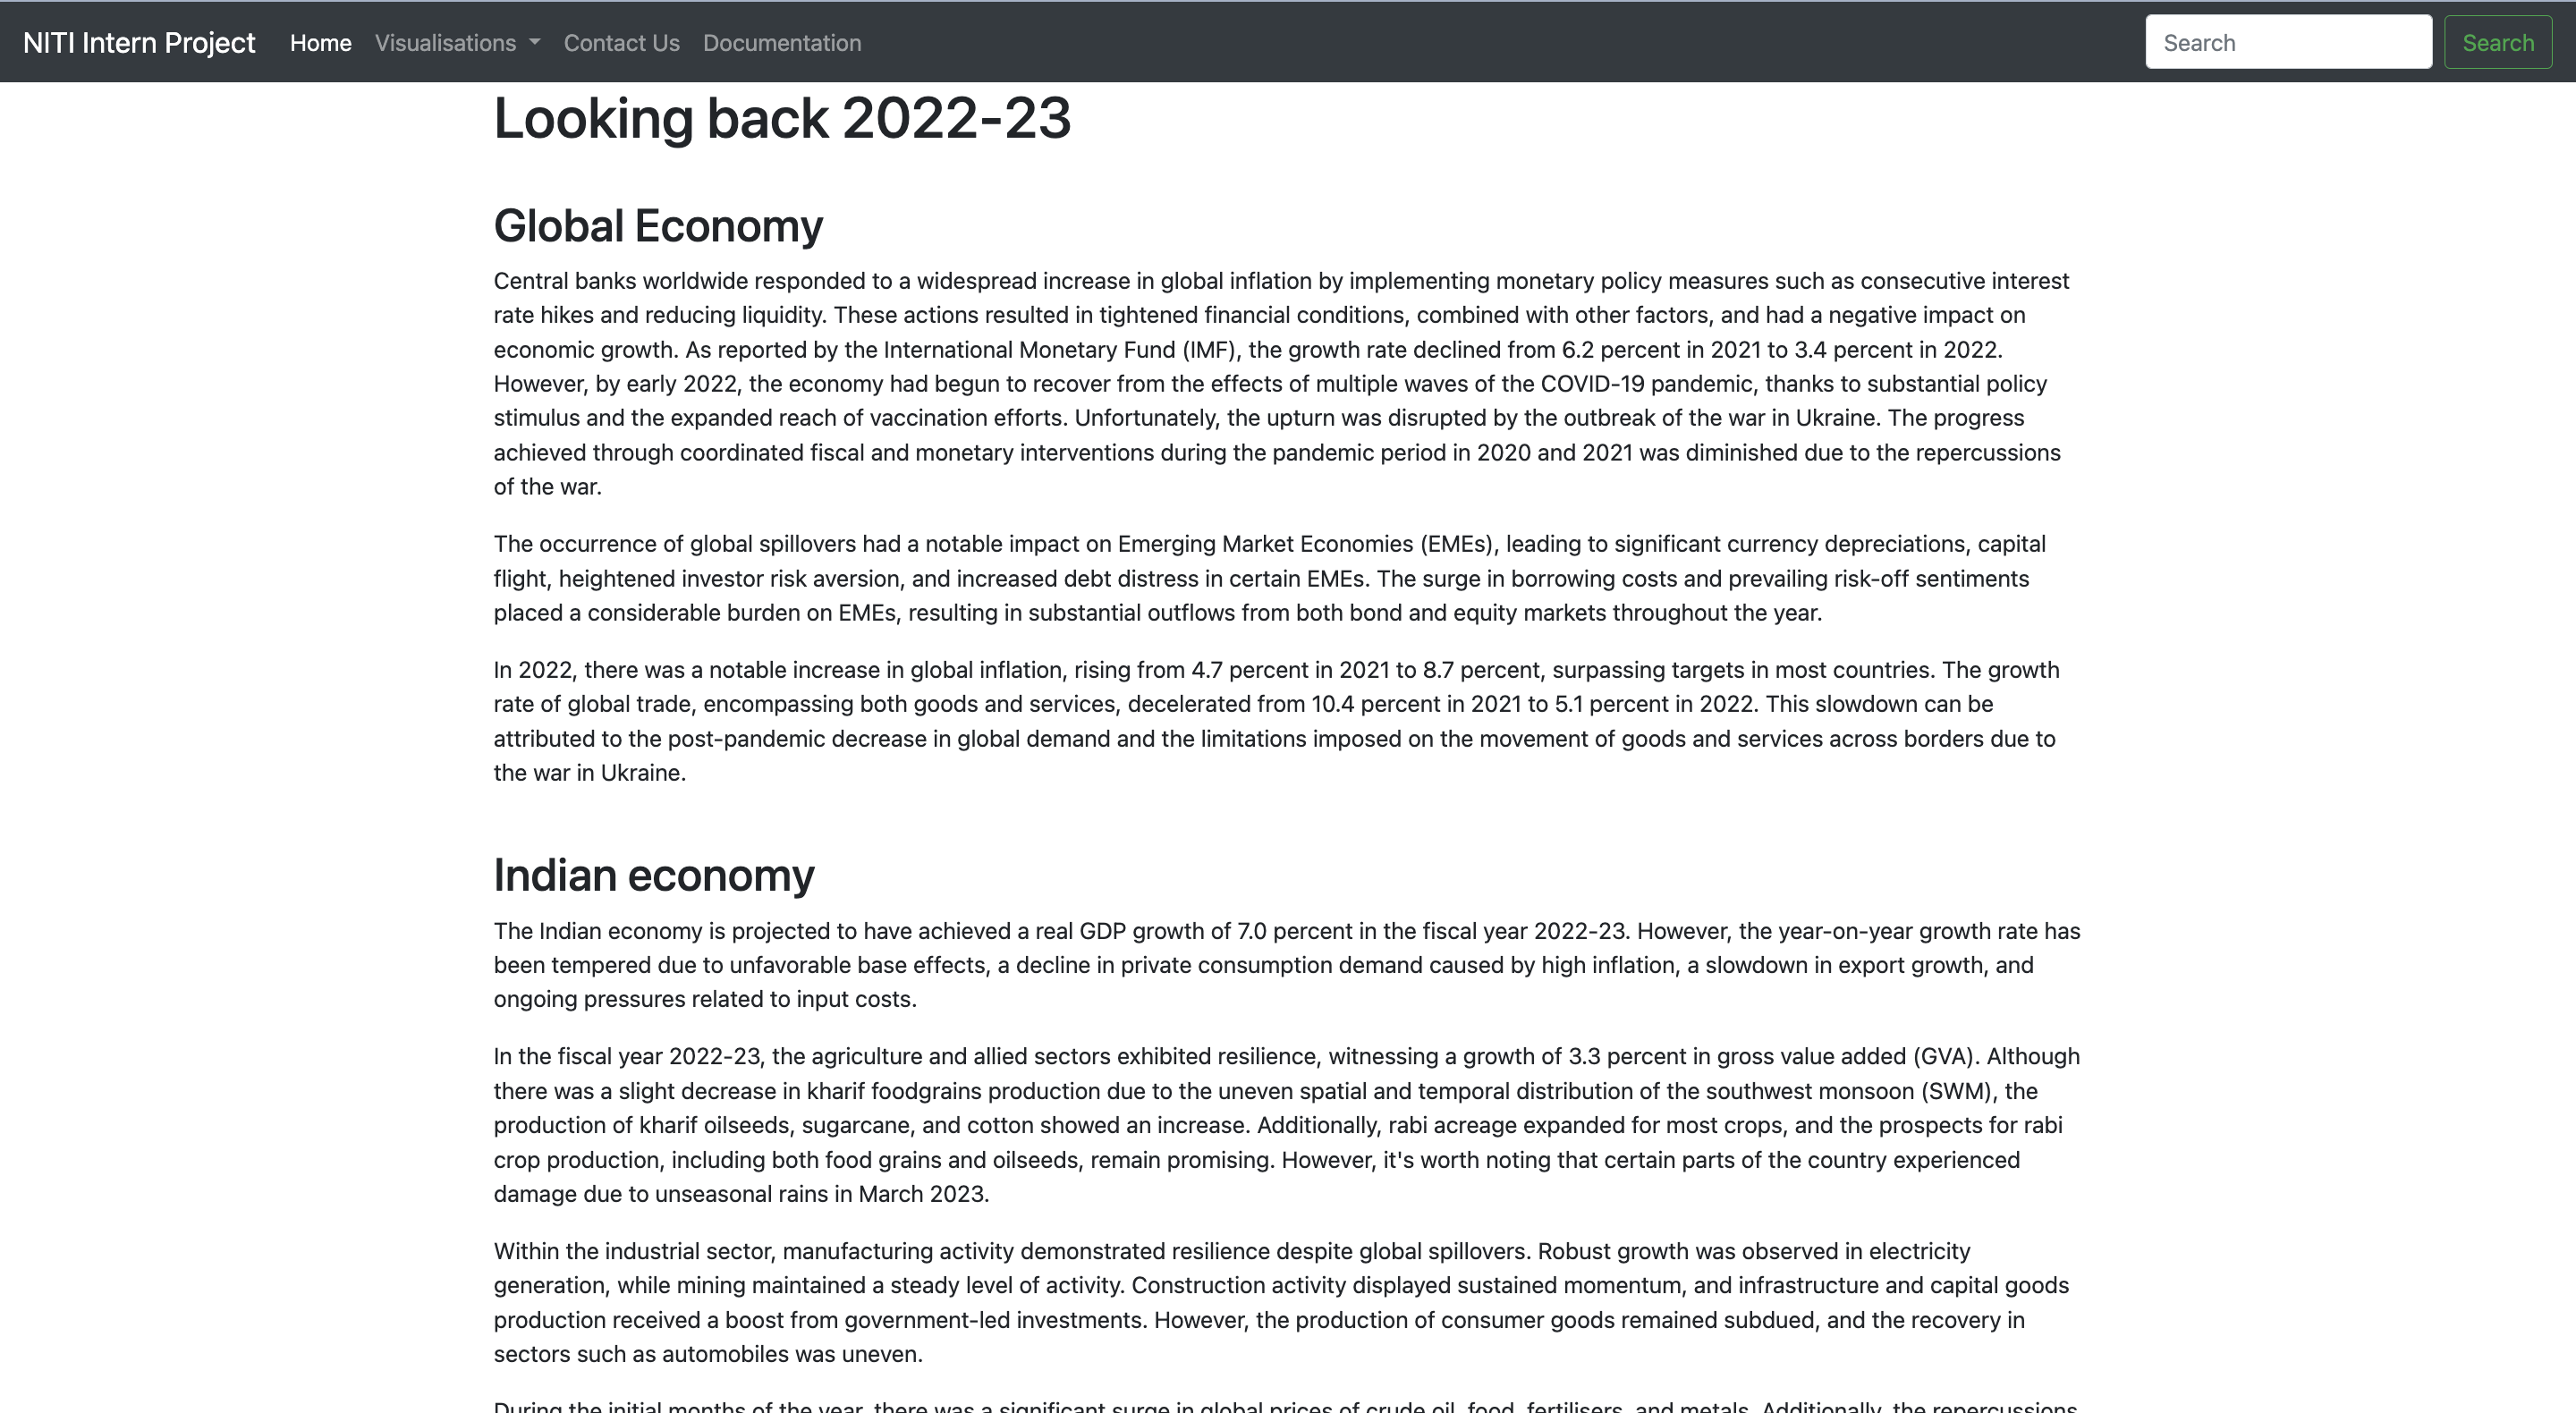 NITI Intern Project Home Visualisations Contact Us Documentation Search Search
Looking back 2022-23
Global Economy
Central banks worldwide responded to a widespread increase in global inflation by implementing monetary policy measures such as consecutive interest
rate hikes and reducing liquidity. These actions resulted in tightened financial conditions, combined with other factors, and had a negative impact on
economic growth. As reported by the International Monetary Fund (IMF), the growth rate declined from 6.2 percent in 2021 to 3.4 percent in 2022.
However, by early 2022, the economy had begun to recover from the effects of multiple waves of the COVID-19 pandemic, thanks to substantial policy
stimulus and the expanded reach of vaccination efforts. Unfortunately, the upturn was disrupted by the outbreak of the war in Ukraine. The progress
achieved through coordinated fiscal and monetary interventions during the pandemic period in 2020 and 2021 was diminished due to the repercussions
of the war.
The occurrence of global spillovers had a notable impact on Emerging Market Economies (EMEs), leading to significant currency depreciations, capital
flight, heightened investor risk aversion, and increased debt distress in certain EMEs. The surge in borrowing costs and prevailing risk-off sentiments
placed a considerable burden on EMEs, resulting in substantial outflows from both bond and equity markets throughout the year.
In 2022, there was a notable increase in global inflation, rising from 4.7 percent in 2021 to 8.7 percent, surpassing targets in most countries. The growth
rate of global trade, encompassing both goods and services, decelerated from 10.4 percent in 2021 to 5.1 percent in 2022. This slowdown can be
attributed to the post-pandemic decrease in global demand and the limitations imposed on the movement of goods and services across borders due to
the war in Ukraine.
Indian economy
The Indian economy is projected to have achieved a real GDP growth of 7.0 percent in the fiscal year 2022-23. However, the year-on-year growth rate has
been tempered due to unfavorable base effects, a decline in private consumption demand caused by high inflation, a slowdown in export growth, and
ongoing pressures related to input costs.
In the fiscal year 2022-23, the agriculture and allied sectors exhibited resilience, witnessing a growth of 3.3 percent in gross value added (GVA). Although
there was a slight decrease in kharif foodgrains production due to the uneven spatial and temporal distribution of the southwest monsoon (SWM), the
production of kharif oilseeds, sugarcane, and cotton showed an increase. Additionally, rabi acreage expanded for most crops, and the prospects for rabi
crop production, including both food grains and oilseeds, remain promising. However, it's worth noting that certain parts of the country experienced
damage due to unseasonal rains in March 2023.
Within the industrial sector, manufacturing activity demonstrated resilience despite global spillovers. Robust growth was observed in electricity
generation, while mining maintained a steady level of activity. Construction activity displayed sustained momentum, and infrastructure and capital goods
production received a boost from government-led investments. However, the production of consumer goods remained subdued, and the recovery in
sectors such as automobiles was uneven.
During the initial months of the year, there was a significant surge in global prices of crude oil, food, fertilisers, and metals. Additionally, the repercussions